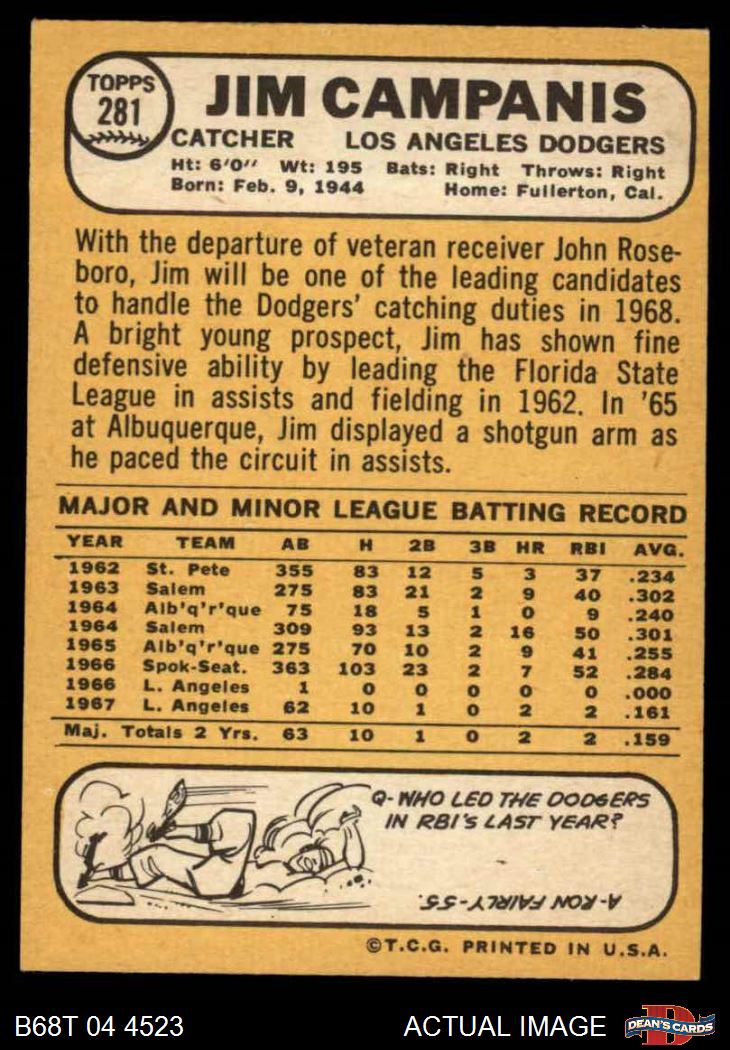 TOPPS
281
JIM CAMPANIS
CATCHER LOS ANGELES DODGERS
Ht: 6'0" Wt: 195 Bats: Right Throws: Right
Born: Feb. 9, 1944 Home: Fullerton, Cal.
With the departure of veteran receiver John Rose-
boro, Jim will be one of the leading candidates
to handle the Dodgers' catching duties in 1968.
A bright young prospect, Jim has shown fine
defensive ability by leading the Florida State
League in assists and fielding in 1962. In '65
at Albuquerque, Jim displayed a shotgun arm as
he paced the circuit in assists.
MAJOR AND MINOR LEAGUE BATTING RECORD
YEAR TEAM AB H 2B 3B HR RBI AVG.
1962 St. Pete 355 83 12 5 3 37 .234
1963 Salem 275 83 21 2 9 40 .302
1964 Alb'q'r'que 75 18 5 1 0 9 .240
1964 Salem 309 93 13 2 16 50 .301
1965 Alb'q'r'que 275 70 10 2 9 41 .255
1966 Spok-Seat. 363 103 23 2 7 52 .284
1966 L. Angeles 1 0 0 0 0 0 .000
1967 L. Angeles 62 10 1 0 2 2 .161
Maj. Totals 2 Yrs. 63 10 1 0 2 2 .159
Q-WHO LED THE DODGERS
IN RBI'S LAST YEAR?
A-RON FAIRLY-55.
©T.C.G. PRINTED IN U.S.A.
B68T 04 4523 ACTUAL IMAGE
D
DEAN'S CARDS